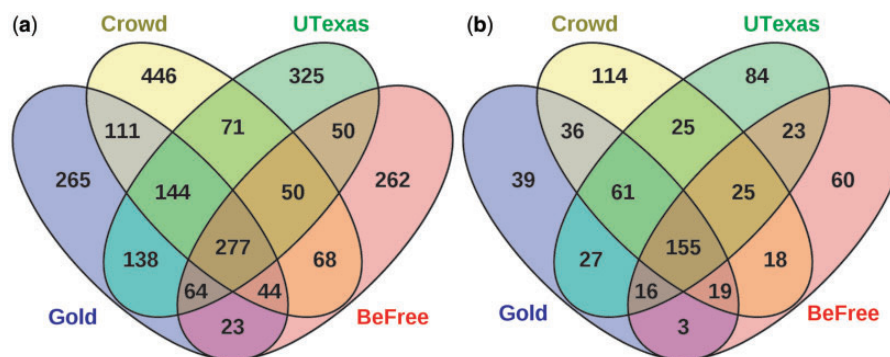 (a) Crowd UTexas (b) Crowd UTexas
446 325 114 84
111 71 50 36 25 23
265 262 39 60
144 50 61 25
277 155
138 68 27 18
64 44 16 19
Gold BeFree Gold BeFree
23 3